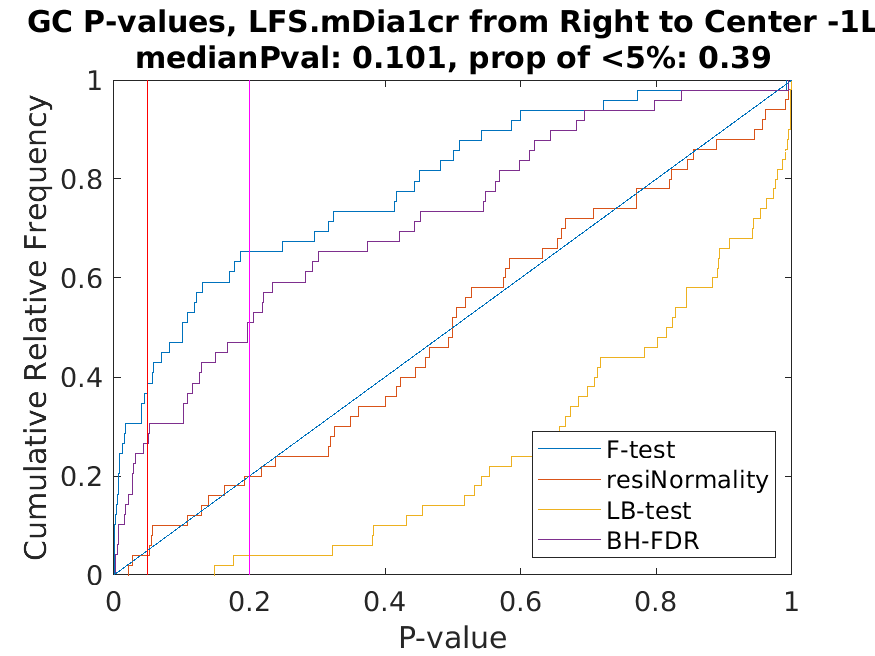 GC P-values, LFS.mDia1cr from Right to Center -1L
medianPval: 0.101, prop of <5%: 0.39
Cumulative Relative Frequency
1
0.8
0.6
0.4
0.2
0
F-test
resiNormality
LB-test
BH-FDR
0 0.2 0.4 0.6 0.8 1
P-value